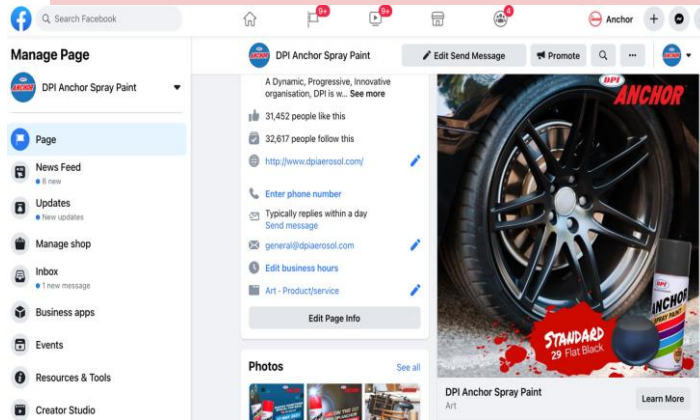 Search Facebook
9+
9+
4
Anchor
Manage Page
DPI Anchor Spray Paint
Edit Send Message
Promote
DPI Anchor Spray Paint
Page
News Feed
8 new
Updates
New updates
Manage shop
Inbox
1 new message
Business apps
Events
Resources & Tools
Creator Studio
A Dynamic, Progressive, Innovative
organisation, DPI is w... See more
31,452 people like this
32,617 people follow this
http://www.dpiaerosol.com/
Enter phone number
Typically replies within a day
Send message
general@dpiaerosol.com
Edit business hours
Art - Product/service
Edit Page Info
Photos
See all
DPI
ANCHOR
DPI
ANCHOR
SPRAY PAINT
STANDARD
29 Flat Black
DPI Anchor Spray Paint
Art
Learn More